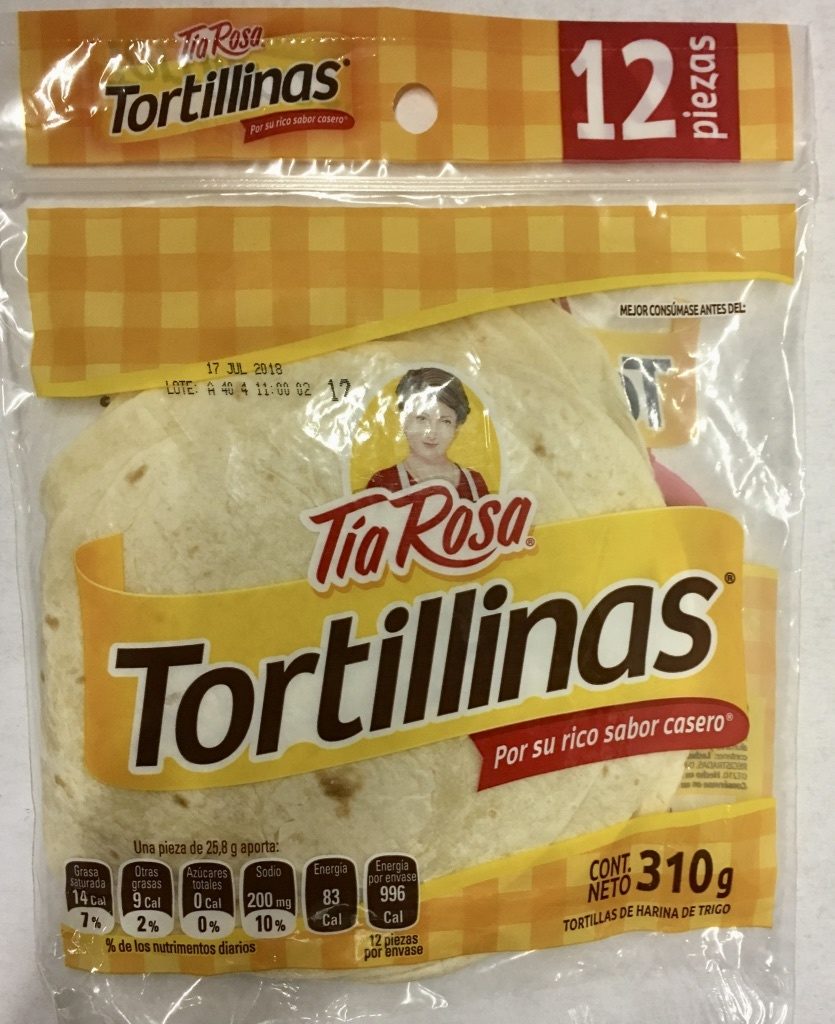 Tía Rosa
Tortillinas®
Por su rico sabor casero®
12
piezas
MEJOR CONSÚMASE ANTES DEL:
17 JUL 2018
LOTE: A 40 4 11:00 02 17
Tía Rosa®
Tortillinas®
Por su rico sabor casero®
Una pieza de 25,8 g aporta:
Grasa saturada 14 Cal 7%
Otras grasas 9 Cal 2%
Azúcares totales 0 Cal 0%
Sodio 200 mg 10%
Energía 83 Cal
Energía por envase 996 Cal
% de los nutrimentos diarios
12 piezas
por envase
CONT.
NETO 310 g
TORTILLAS DE HARINA DE TRIGO